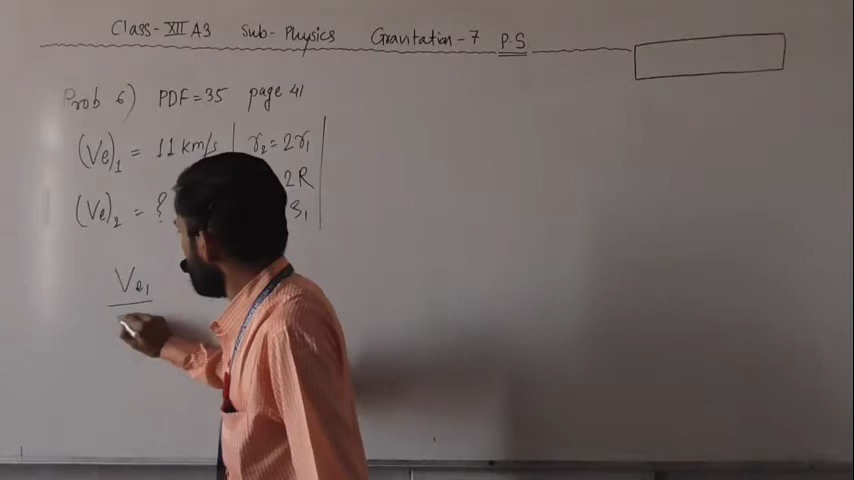 Class-XII A3 Sub-Physics Gravitation-7 P.S
Prob 6) PDF=35 page 41
(Ve)1 = 11 km/s r2=2r1
2R
(Ve)2 = ?
Ve1